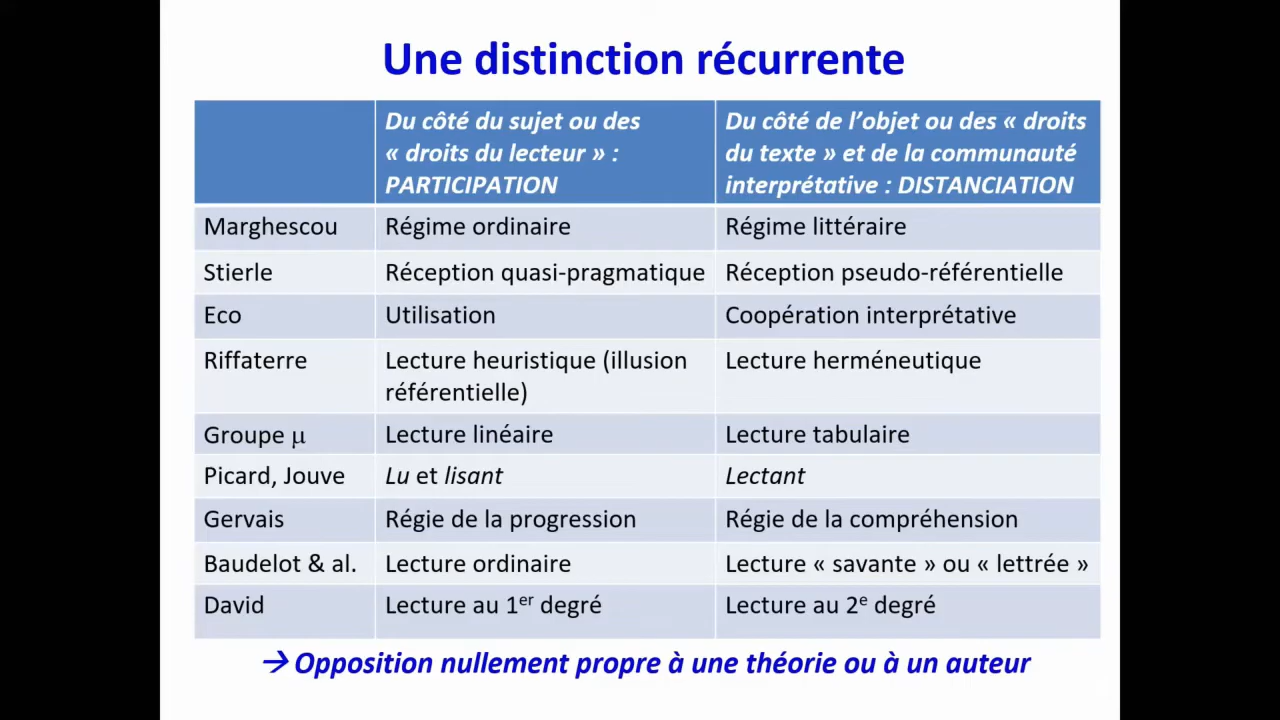 Une distinction récurrente
Du côté du sujet ou des
« droits du lecteur » :
PARTICIPATION
Du côté de l’objet ou des « droits
du texte » et de la communauté
interprétative : DISTANCIATION
Marghescou Régime ordinaire Régime littéraire
Stierle Réception quasi-pragmatique Réception pseudo-référentielle
Eco Utilisation Coopération interprétative
Riffaterre Lecture heuristique (illusion
référentielle) Lecture herméneutique
Groupe μ Lecture linéaire Lecture tabulaire
Picard, Jouve Lu et lisant Lectant
Gervais Régie de la progression Régie de la compréhension
Baudelot & al. Lecture ordinaire Lecture « savante » ou « lettrée »
David Lecture au 1er degré Lecture au 2e degré
→ Opposition nullement propre à une théorie ou à un auteur